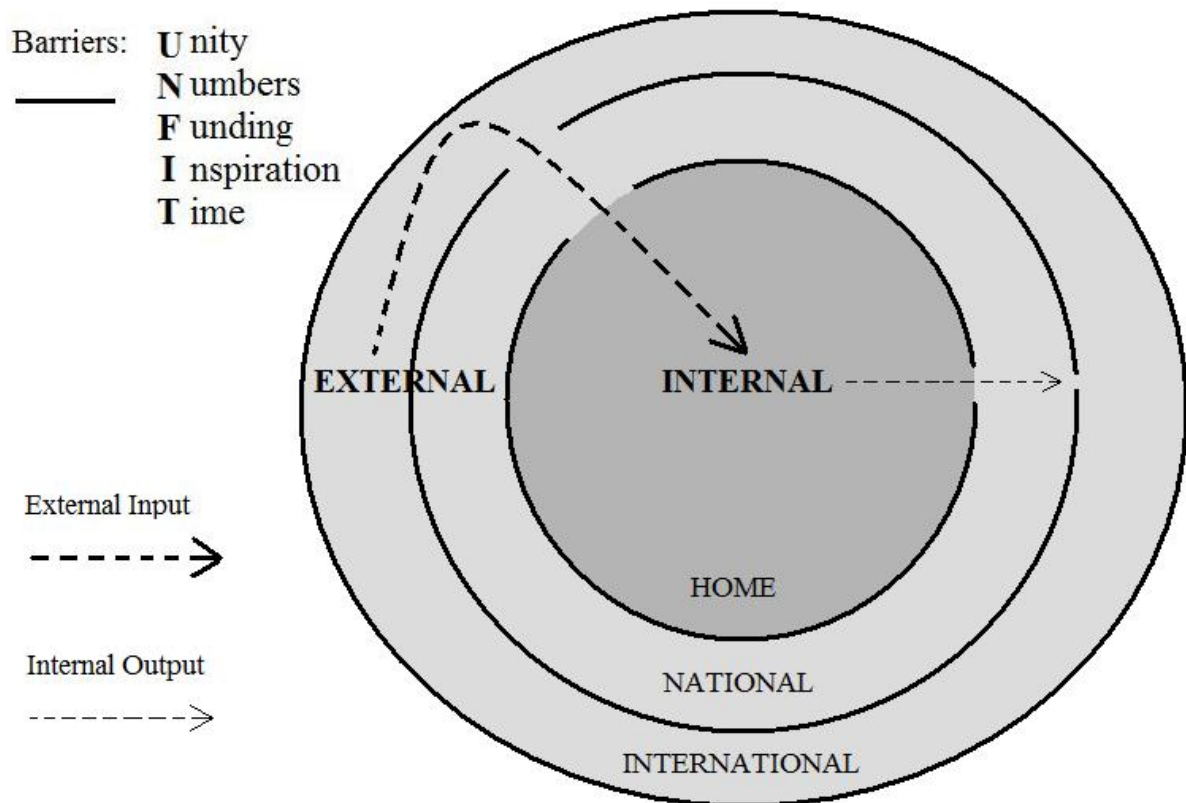 Barriers: U nity
N umbers
F unding
I nspiration
T ime
EXTERNAL
INTERNAL
External Input
HOME
Internal Output
NATIONAL
INTERNATIONAL